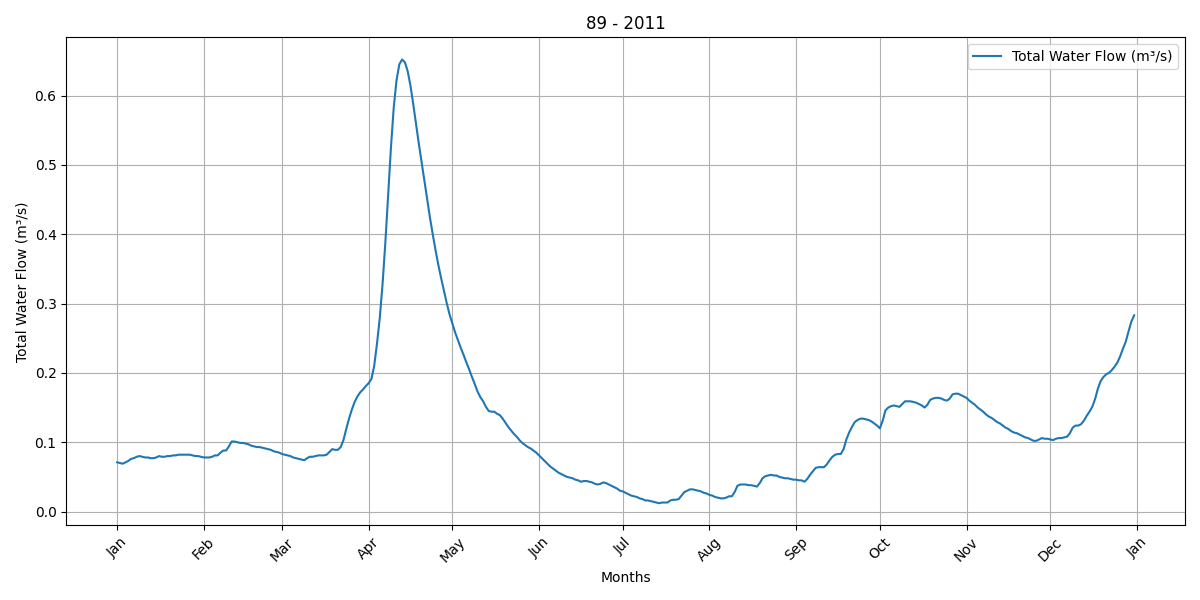 89 - 2011
Total Water Flow (m³/s)
Total Water Flow (m³/s)
0.6
0.5
0.4
0.3
0.2
0.1
0.0
Jan Feb Mar Apr May Jun Jul Aug Sep Oct Nov Dec Jan
Months